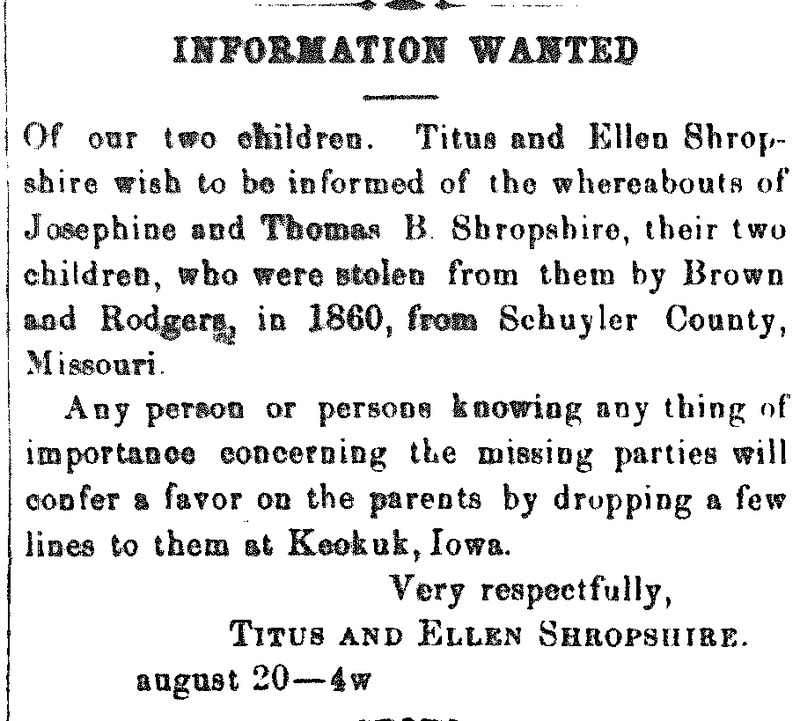 INFORMATION WANTED
Of our two children. Titus and Ellen Shrop-
shire wish to be informed of the whereabouts of
Josephine and Thomas B. Shropshire, their two
children, who were stolen from them by Brown
and Rodgers, in 1860, from Schuyler County,
Missouri.
Any person or persons knowing any thing of
importance concerning the missing parties will
confer a favor on the parents by dropping a few
lines to them at Keokuk, Iowa.
Very respectfully,
TITUS AND ELLEN SHROPSHIRE.
august 20—4w